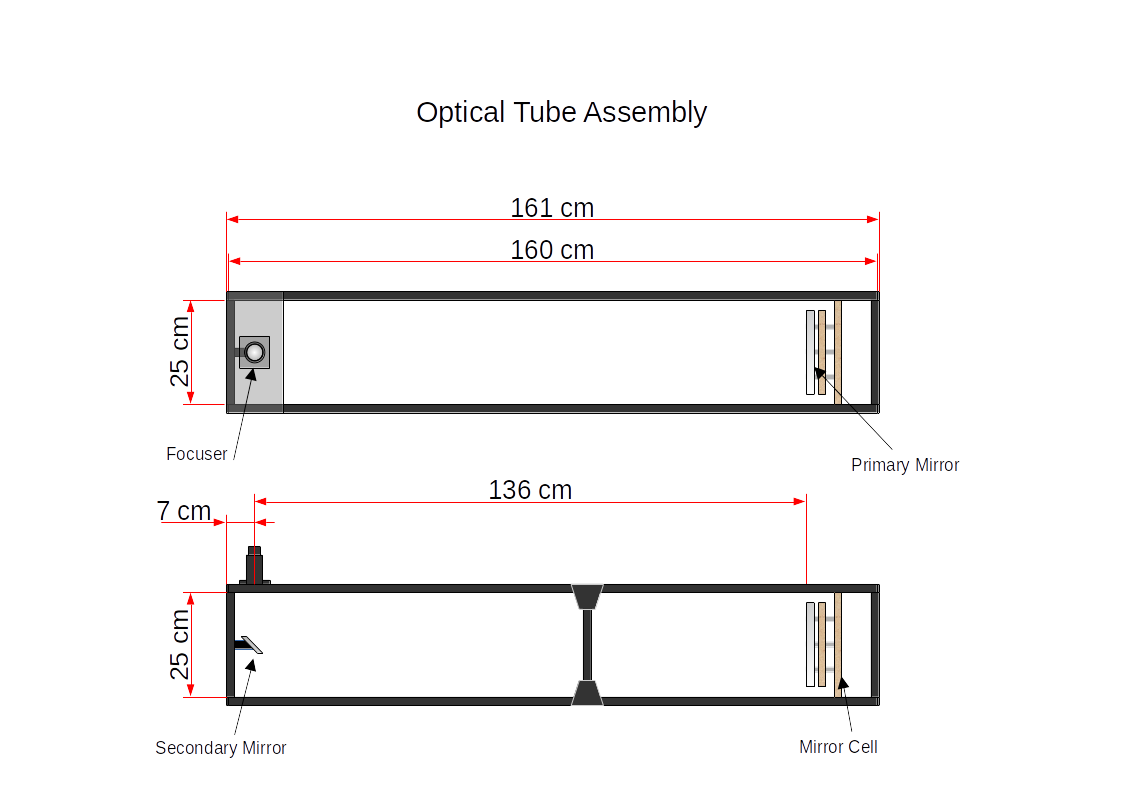 Optical Tube Assembly
161 cm
160 cm
25 cm
Focuser
Primary Mirror
136 cm
7 cm
25 cm
Secondary Mirror
Mirror Cell